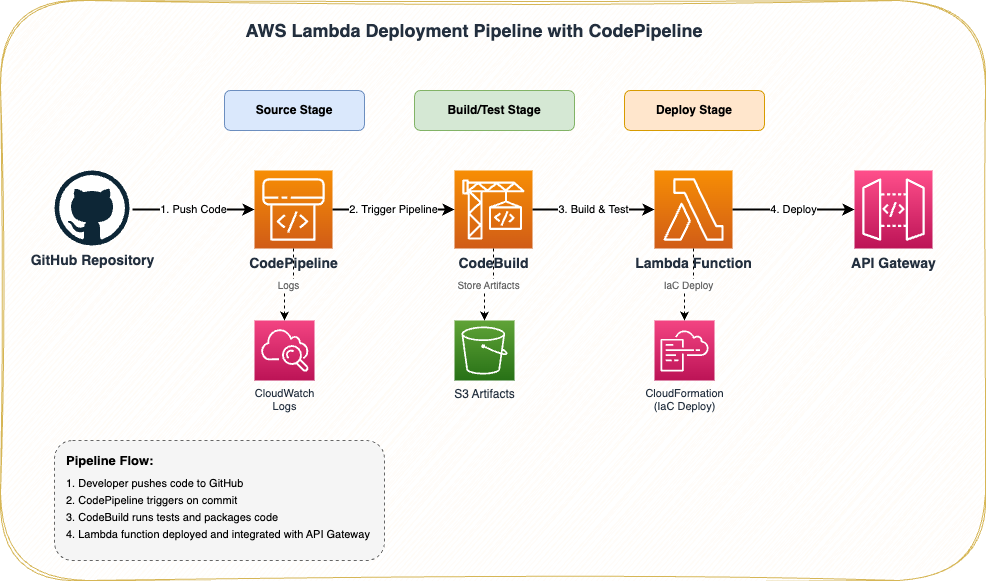 AWS Lambda Deployment Pipeline with CodePipeline
Source Stage
Build/Test Stage
Deploy Stage
1. Push Code
2. Trigger Pipeline
3. Build & Test
4. Deploy
GitHub Repository
CodePipeline
CodeBuild
Lambda Function
API Gateway
Logs
Store Artifacts
IaC Deploy
CloudWatch
Logs
S3 Artifacts
CloudFormation
(IaC Deploy)
Pipeline Flow:
1. Developer pushes code to GitHub
2. CodePipeline triggers on commit
3. CodeBuild runs tests and packages code
4. Lambda function deployed and integrated with API Gateway